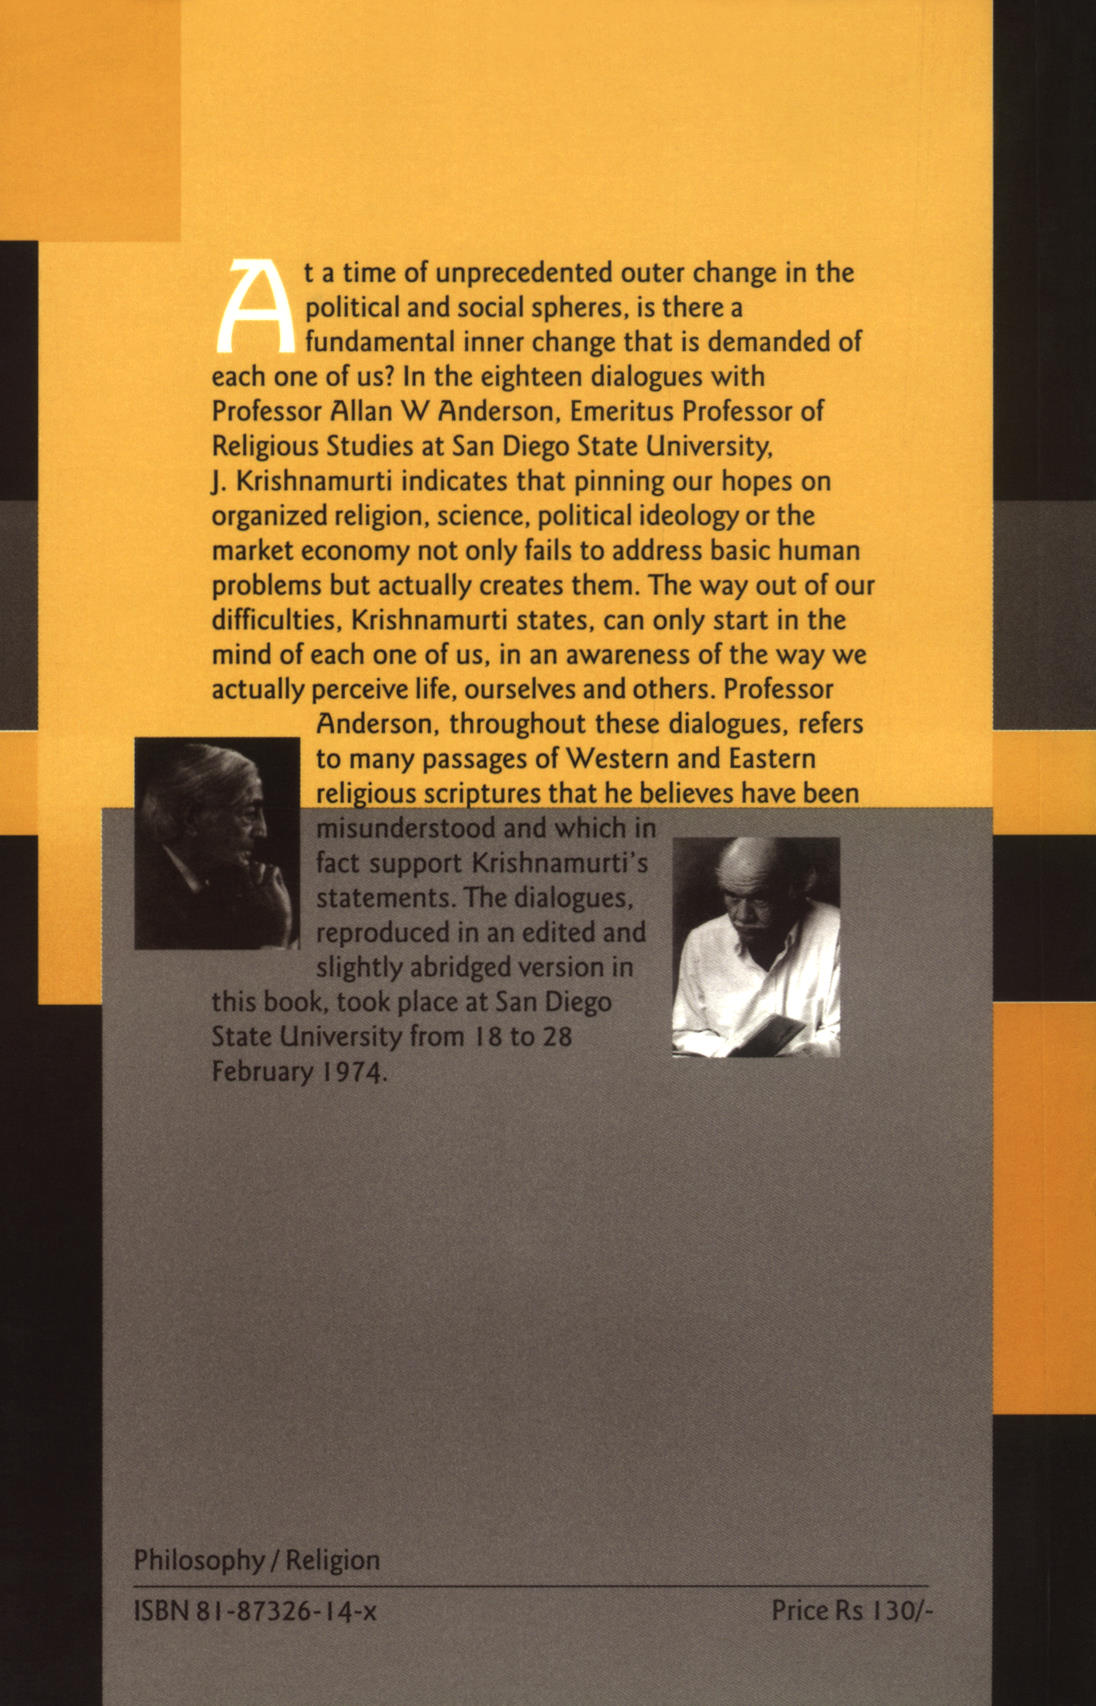 At a time of unprecedented outer change in the
political and social spheres, is there a
fundamental inner change that is demanded of
each one of us? In the eighteen dialogues with
Professor Allan W Anderson, Emeritus Professor of
Religious Studies at San Diego State University,
J. Krishnamurti indicates that pinning our hopes on
organized religion, science, political ideology or the
market economy not only fails to address basic human
problems but actually creates them. The way out of our
difficulties, Krishnamurti states, can only start in the
mind of each one of us, in an awareness of the way we
actually perceive life, ourselves and others. Professor
Anderson, throughout these dialogues, refers
to many passages of Western and Eastern
religious scriptures that he believes have been
misunderstood and which in
fact support Krishnamurti's
statements. The dialogues,
reproduced in an edited and
slightly abridged version in
this book, took place at San Diego
State University from 18 to 28
February 1974.
Philosophy / Religion
ISBN 81-87326-14-x
Price Rs 130/-